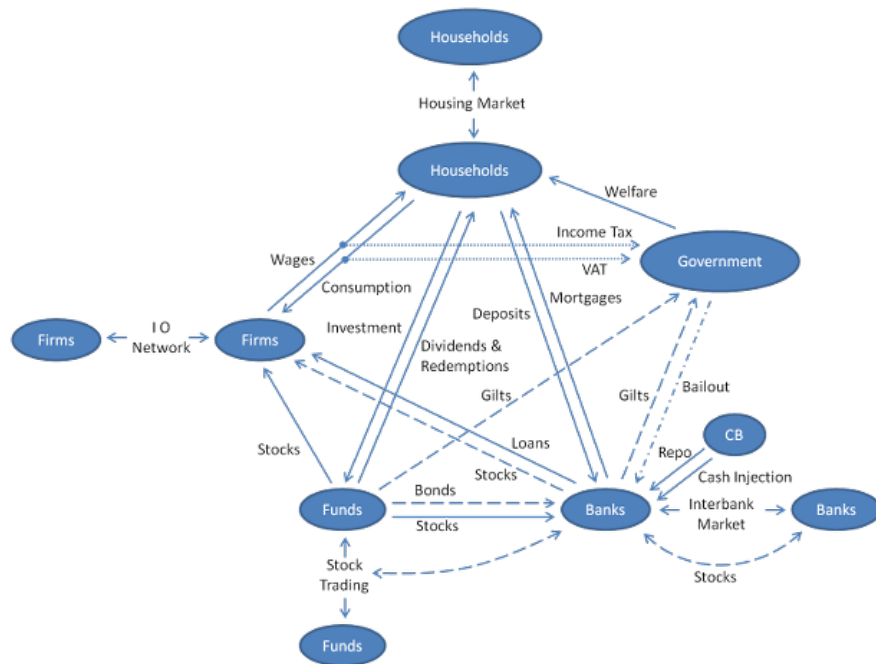 Households
Housing Market
Households
Welfare
Income Tax
Wages
VAT
Government
Consumption
Mortgages
Investment
Deposits
Firms
I O
Network
Firms
Dividends &
Redemptions
Gilts
Gilts
Bailout
CB
Stocks
Loans
Repo
Stocks
Cash Injection
Funds
Bonds
Stocks
Banks
Interbank
Market
Banks
Stock
Trading
Stocks
Funds